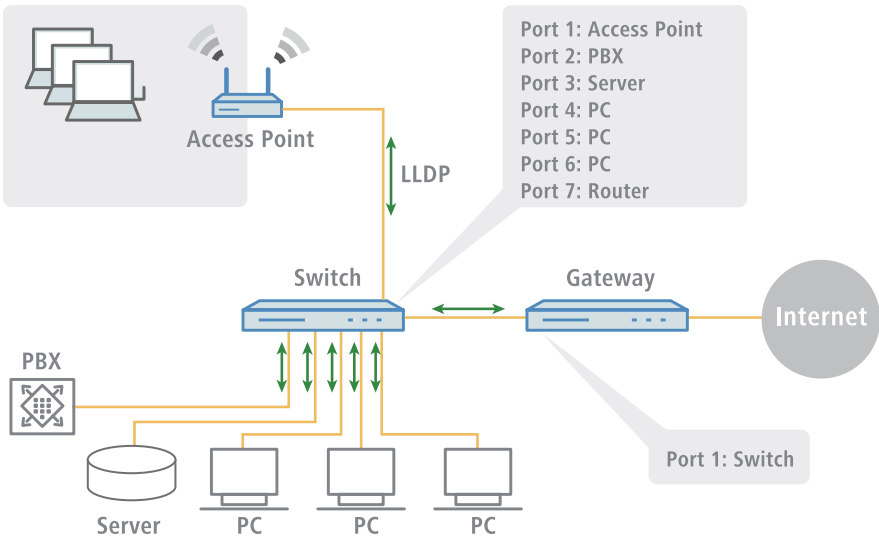 Port 1: Access Point
Port 2: PBX
Port 3: Server
Port 4: PC
Port 5: PC
Port 6: PC
Port 7: Router
Access Point
LLDP
Switch
Gateway
Internet
PBX
Port 1: Switch
Server
PC
PC
PC